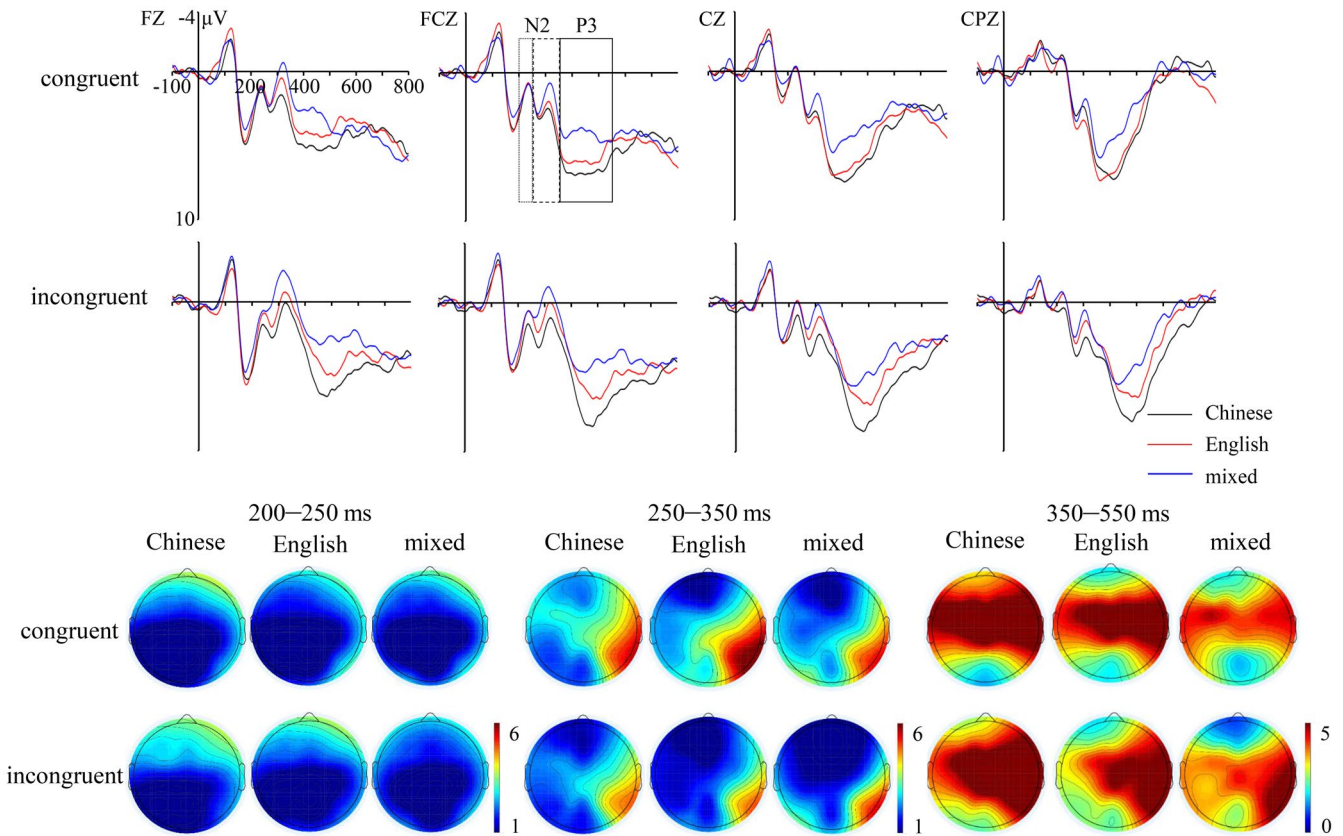 FZ -4 μV FCZ N2 P3 CZ CPZ
congruent
-100 200 400 600 800
10
incongruent
Chinese
English
mixed
200–250 ms 250–350 ms 350–550 ms
Chinese English mixed Chinese English mixed Chinese English mixed
congruent
incongruent
6 6 5
1 1 0